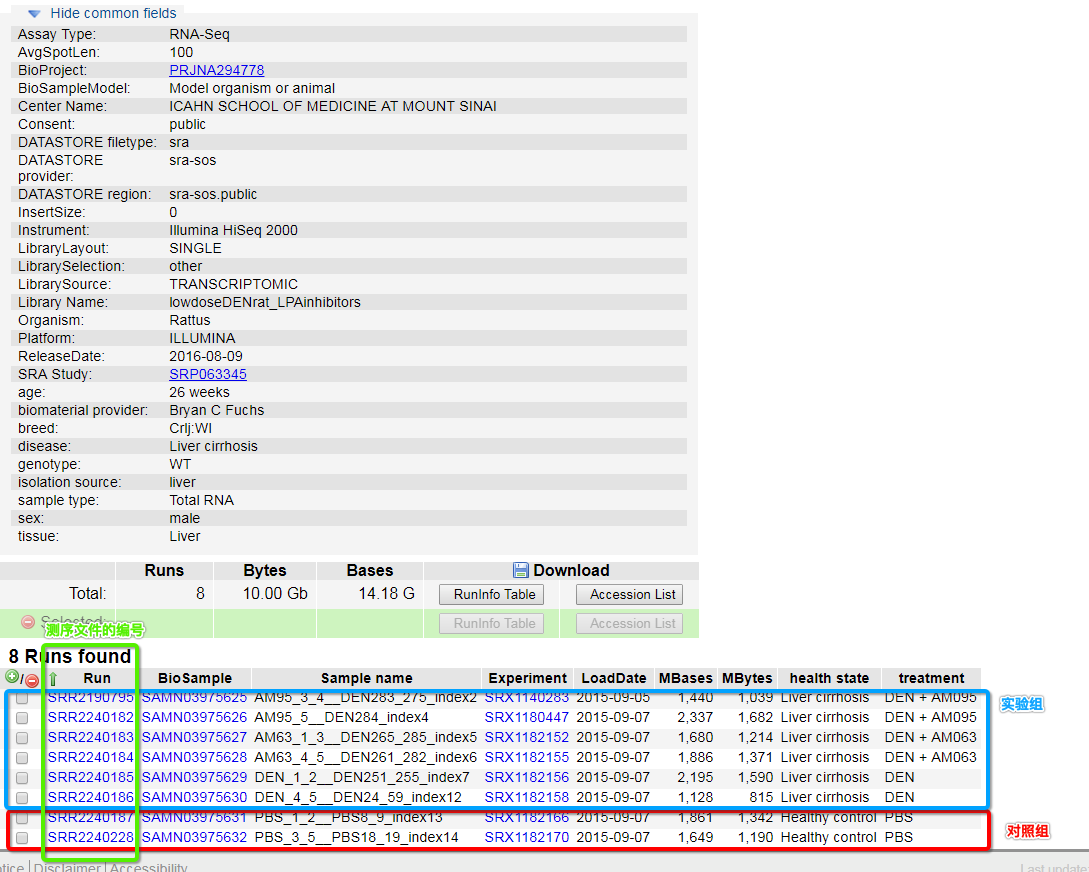 Hide common fields
Assay Type: RNA-Seq
AvgSpotLen: 100
BioProject: PRJNA294778
BioSampleModel: Model organism or animal
Center Name: ICAHN SCHOOL OF MEDICINE AT MOUNT SINAI
Consent: public
DATASTORE filetype: sra
DATASTORE provider: sra-sos
DATASTORE region: sra-sos.public
InsertSize: 0
Instrument: Illumina HiSeq 2000
LibraryLayout: SINGLE
LibrarySelection: other
LibrarySource: TRANSCRIPTOMIC
Library Name: lowdoseDENrat_LPAinhibitors
Organism: Rattus
Platform: ILLUMINA
ReleaseDate: 2016-08-09
SRA Study: SRP063345
age: 26 weeks
biomaterial provider: Bryan C Fuchs
breed: Crlj:WI
disease: Liver cirrhosis
genotype: WT
isolation source: liver
sample type: Total RNA
sex: male
tissue: Liver
Runs Bytes Bases Download
Total: 8 10.00 Gb 14.18 G RunInfo Table Accession List
Selected: RunInfo Table Accession List
测序文件的编号
8 Runs found
/ Run BioSample Sample name Experiment LoadDate MBases MBytes health state treatment
SRR2190795 SAMN03975625 AM95_3_4__DEN283_275_index2 SRX1140283 2015-09-05 1,440 1,039 Liver cirrhosis DEN + AM095
实验组
SRR2240182 SAMN03975626 AM95_5__DEN284_index4 SRX1180447 2015-09-07 2,337 1,682 Liver cirrhosis DEN + AM095
SRR2240183 SAMN03975627 AM63_1_3__DEN265_285_index5 SRX1182152 2015-09-07 1,680 1,214 Liver cirrhosis DEN + AM063
SRR2240184 SAMN03975628 AM63_4_5__DEN261_282_index6 SRX1182155 2015-09-07 1,886 1,371 Liver cirrhosis DEN + AM063
SRR2240185 SAMN03975629 DEN_1_2__DEN251_255_index7 SRX1182156 2015-09-07 2,195 1,590 Liver cirrhosis DEN
SRR2240186 SAMN03975630 DEN_4_5__DEN24_59_index12 SRX1182158 2015-09-07 1,128 815 Liver cirrhosis DEN
SRR2240187 SAMN03975631 PBS_1_2__PBS8_9_index13 SRX1182166 2015-09-07 1,861 1,342 Healthy control PBS
SRR2240228 SAMN03975632 PBS_3_5__PBS18_19_index14 SRX1182170 2015-09-07 1,649 1,190 Healthy control PBS
对照组
otice | Disclaimer | Accessibility
Last update